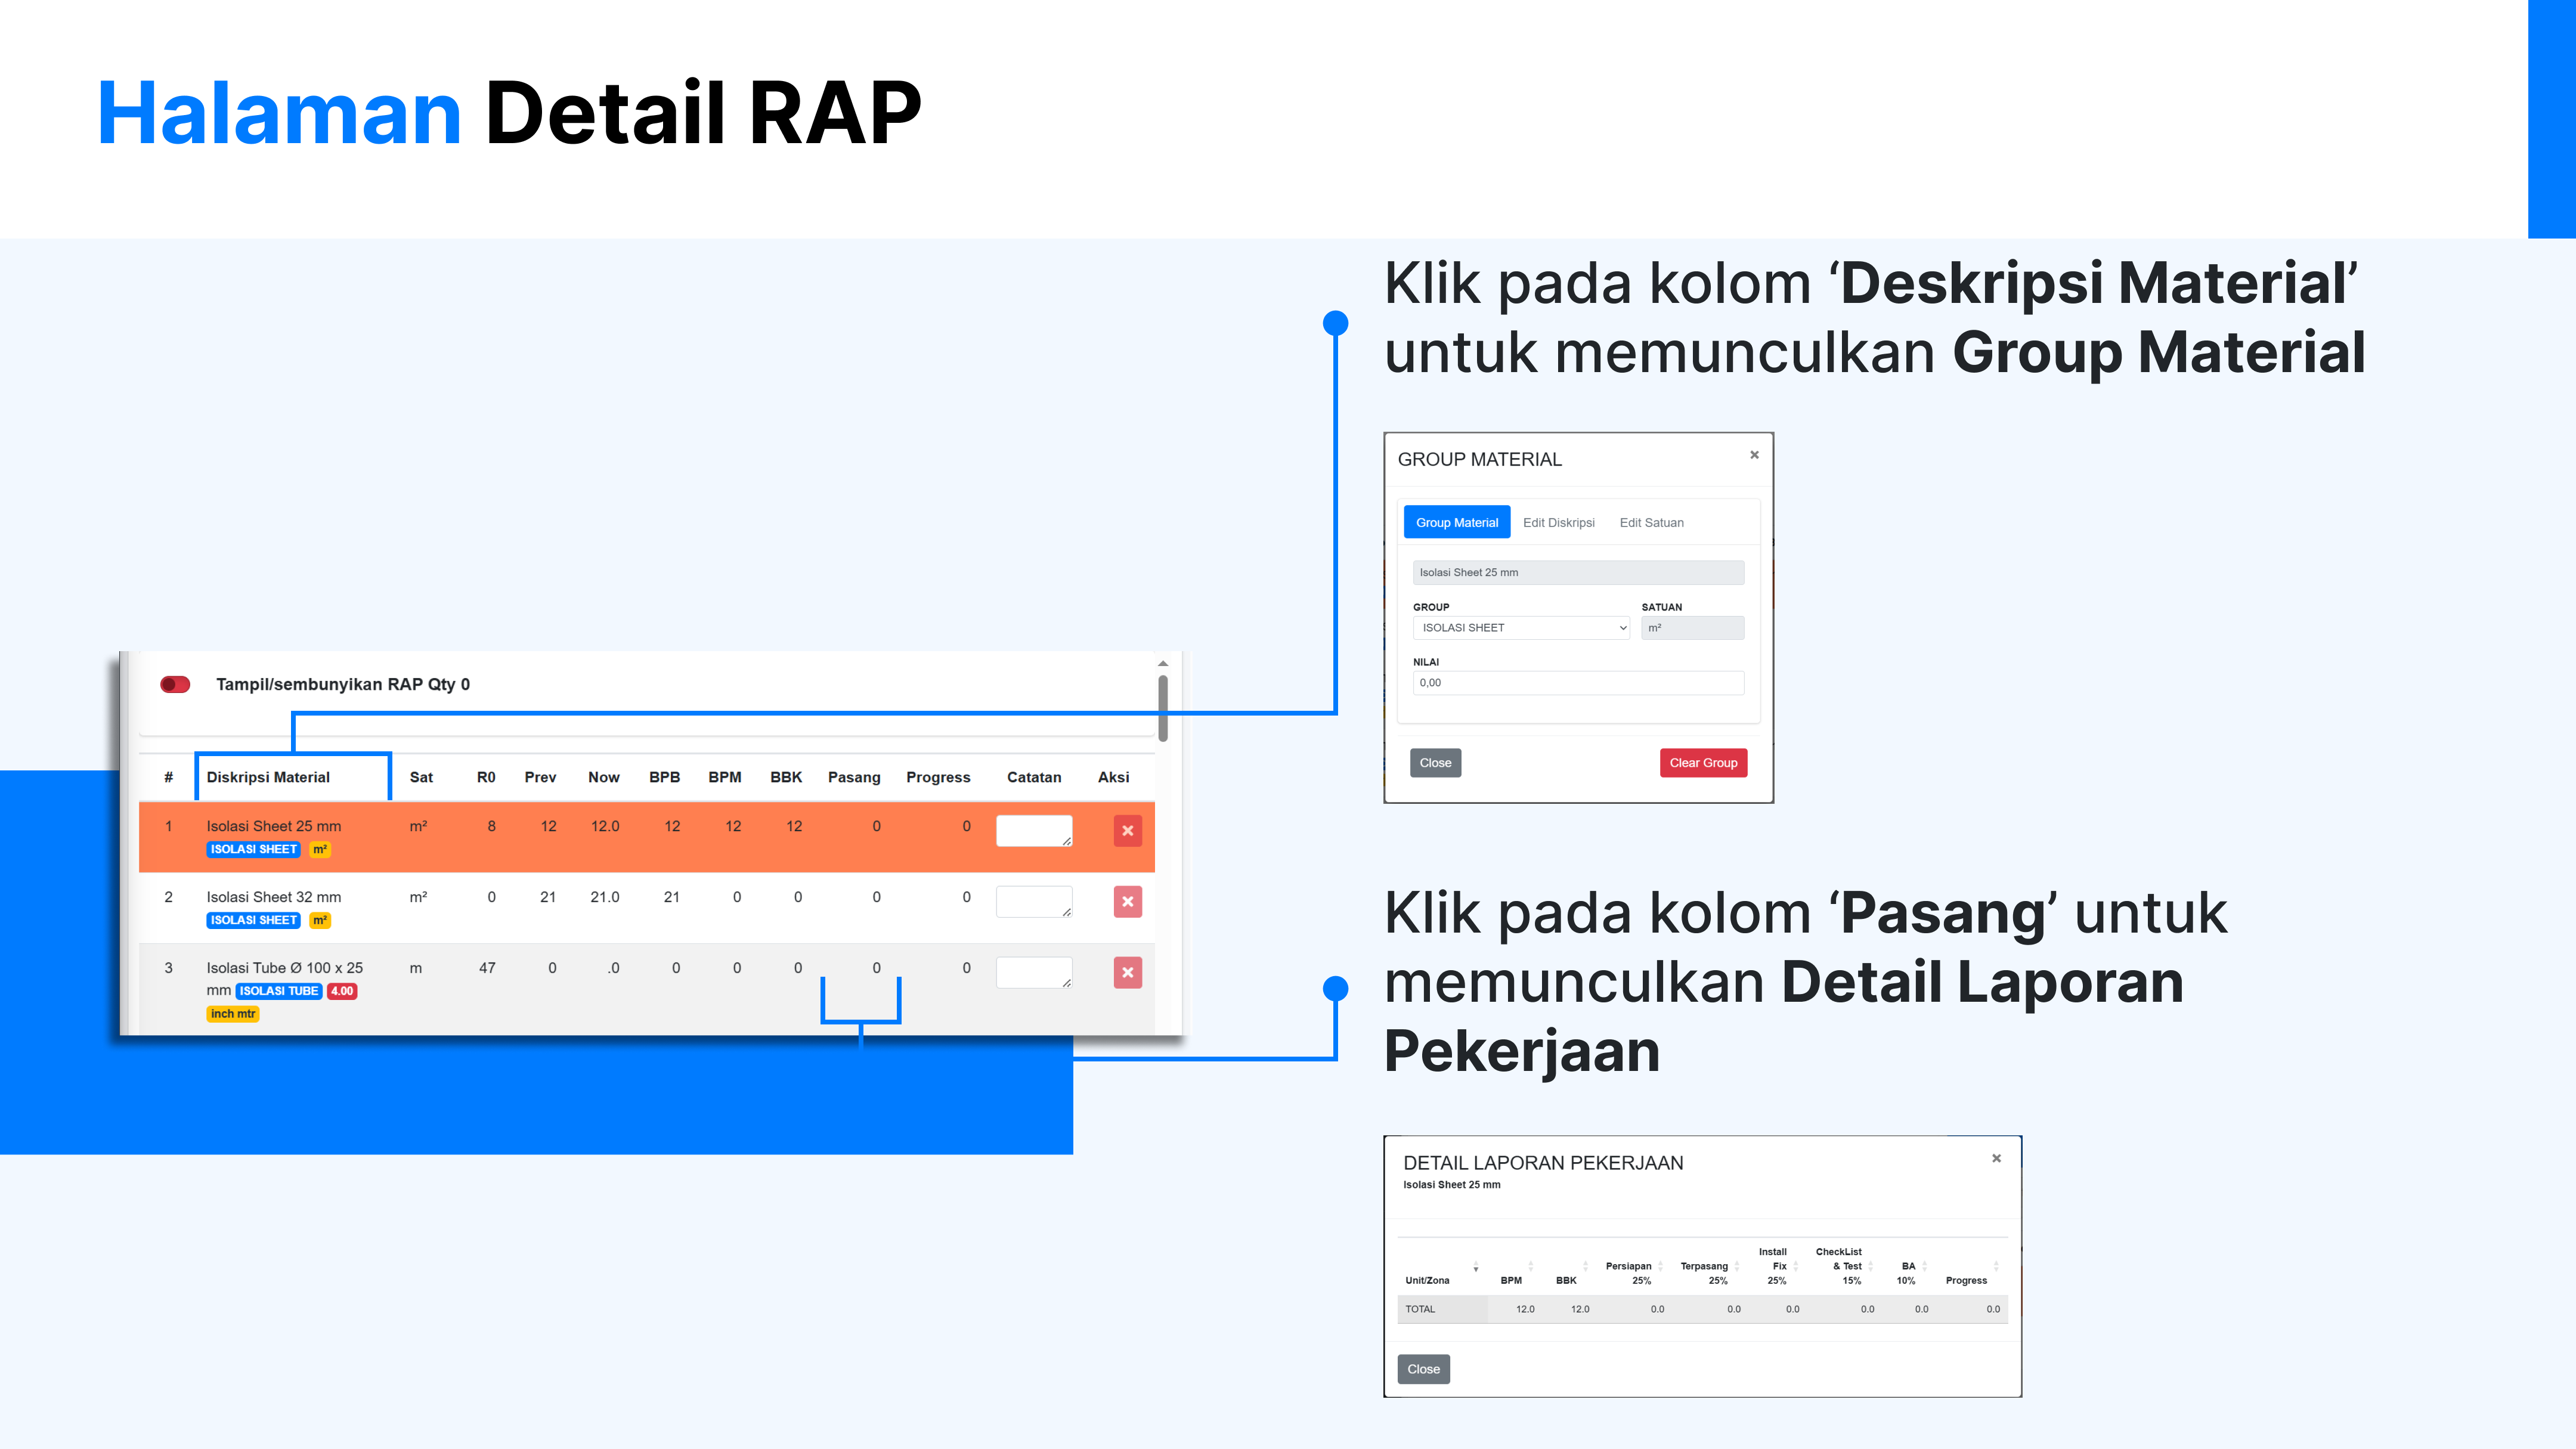 Halaman Detail RAP
Klik pada kolom ‘Deskripsi Material’
untuk memunculkan Group Material
GROUP MATERIAL ×
Group Material Edit Diskripsi Edit Satuan
Isolasi Sheet 25 mm
GROUP SATUAN
ISOLASI SHEET m²
NILAI
0,00
Close Clear Group
Tampil/sembunyikan RAP Qty 0
# Diskripsi Material Sat R0 Prev Now BPB BPM BBK Pasang Progress Catatan Aksi
1 Isolasi Sheet 25 mm m² 8 12 12.0 12 12 12 0 0
ISOLASI SHEET m²
2 Isolasi Sheet 32 mm m² 0 21 21.0 21 0 0 0 0
ISOLASI SHEET m²
3 Isolasi Tube Ø 100 x 25 m 47 0 .0 0 0 0 0 0
mm ISOLASI TUBE 4.00
inch mtr
Klik pada kolom ‘Pasang’ untuk
memunculkan Detail Laporan
Pekerjaan
DETAIL LAPORAN PEKERJAAN ×
Isolasi Sheet 25 mm
Install CheckList
Persiapan Terpasang Fix & Test BA
Unit/Zona BPM BBK 25% 25% 25% 15% 10% Progress
TOTAL 12.0 12.0 0.0 0.0 0.0 0.0 0.0 0.0
Close